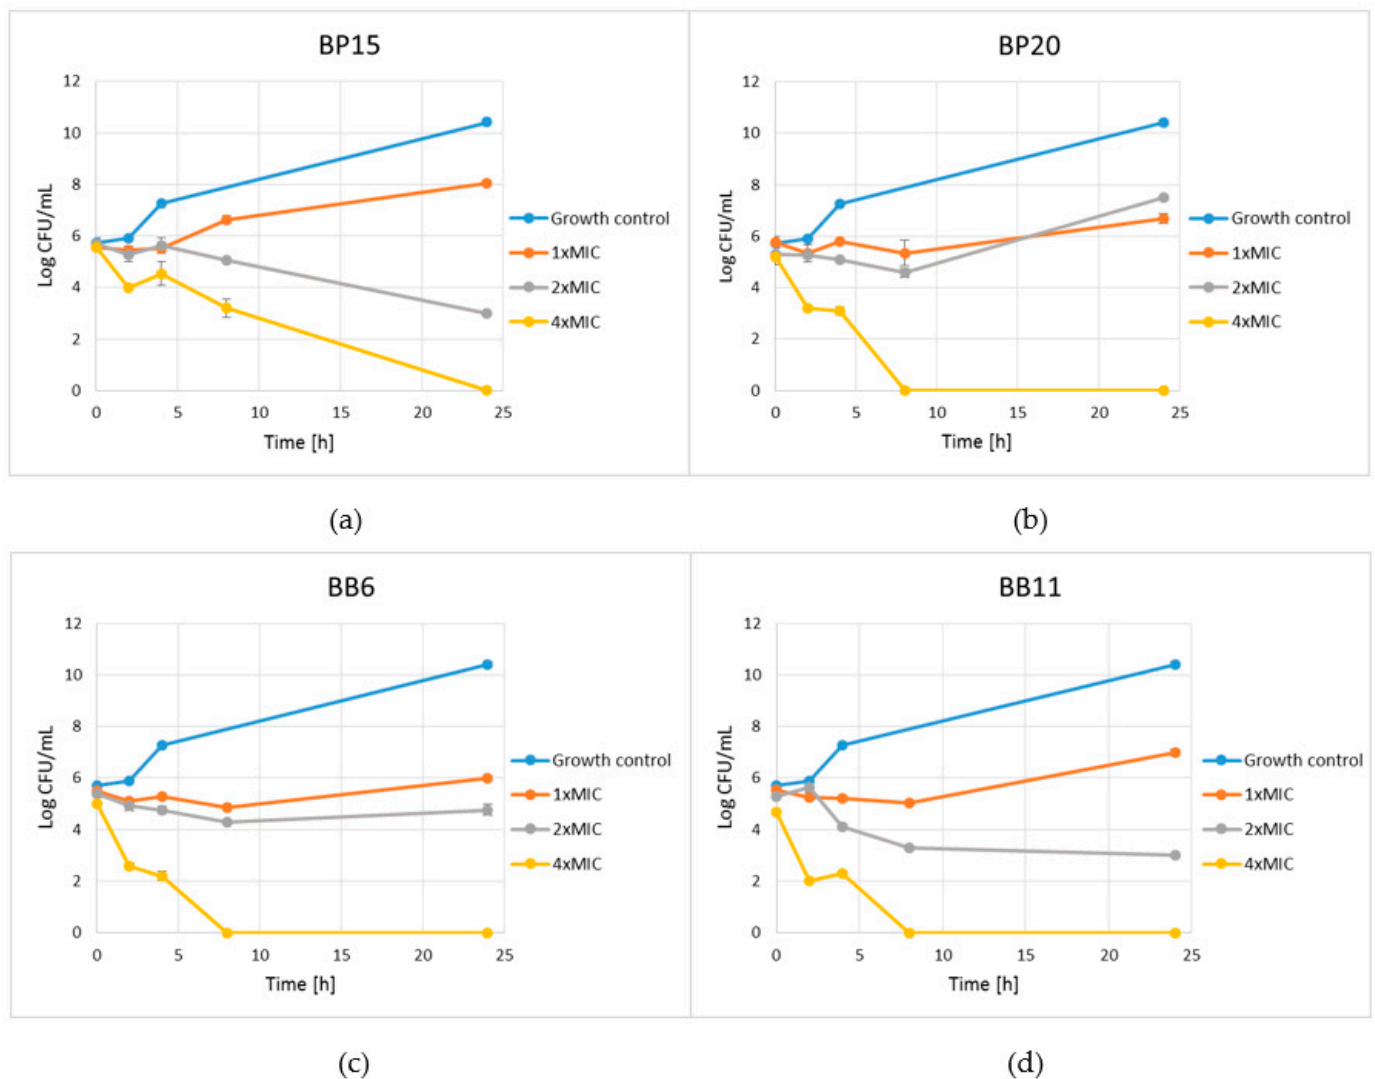 BP15
12
10
8
6
4
2
0
Log CFU/mL
0 5 10 15 20 25
Time [h]
Growth control
1xMIC
2xMIC
4xMIC
(a)
BP20
12
10
8
6
4
2
0
Log CFU/mL
0 5 10 15 20 25
Time [h]
Growth control
1xMIC
2xMIC
4xMIC
(b)
BB6
12
10
8
6
4
2
0
Log CFU/mL
0 5 10 15 20 25
Time [h]
Growth control
1xMIC
2xMIC
4xMIC
(c)
BB11
12
10
8
6
4
2
0
Log CFU/mL
0 5 10 15 20 25
Time [h]
Growth control
1xMIC
2xMIC
4xMIC
(d)